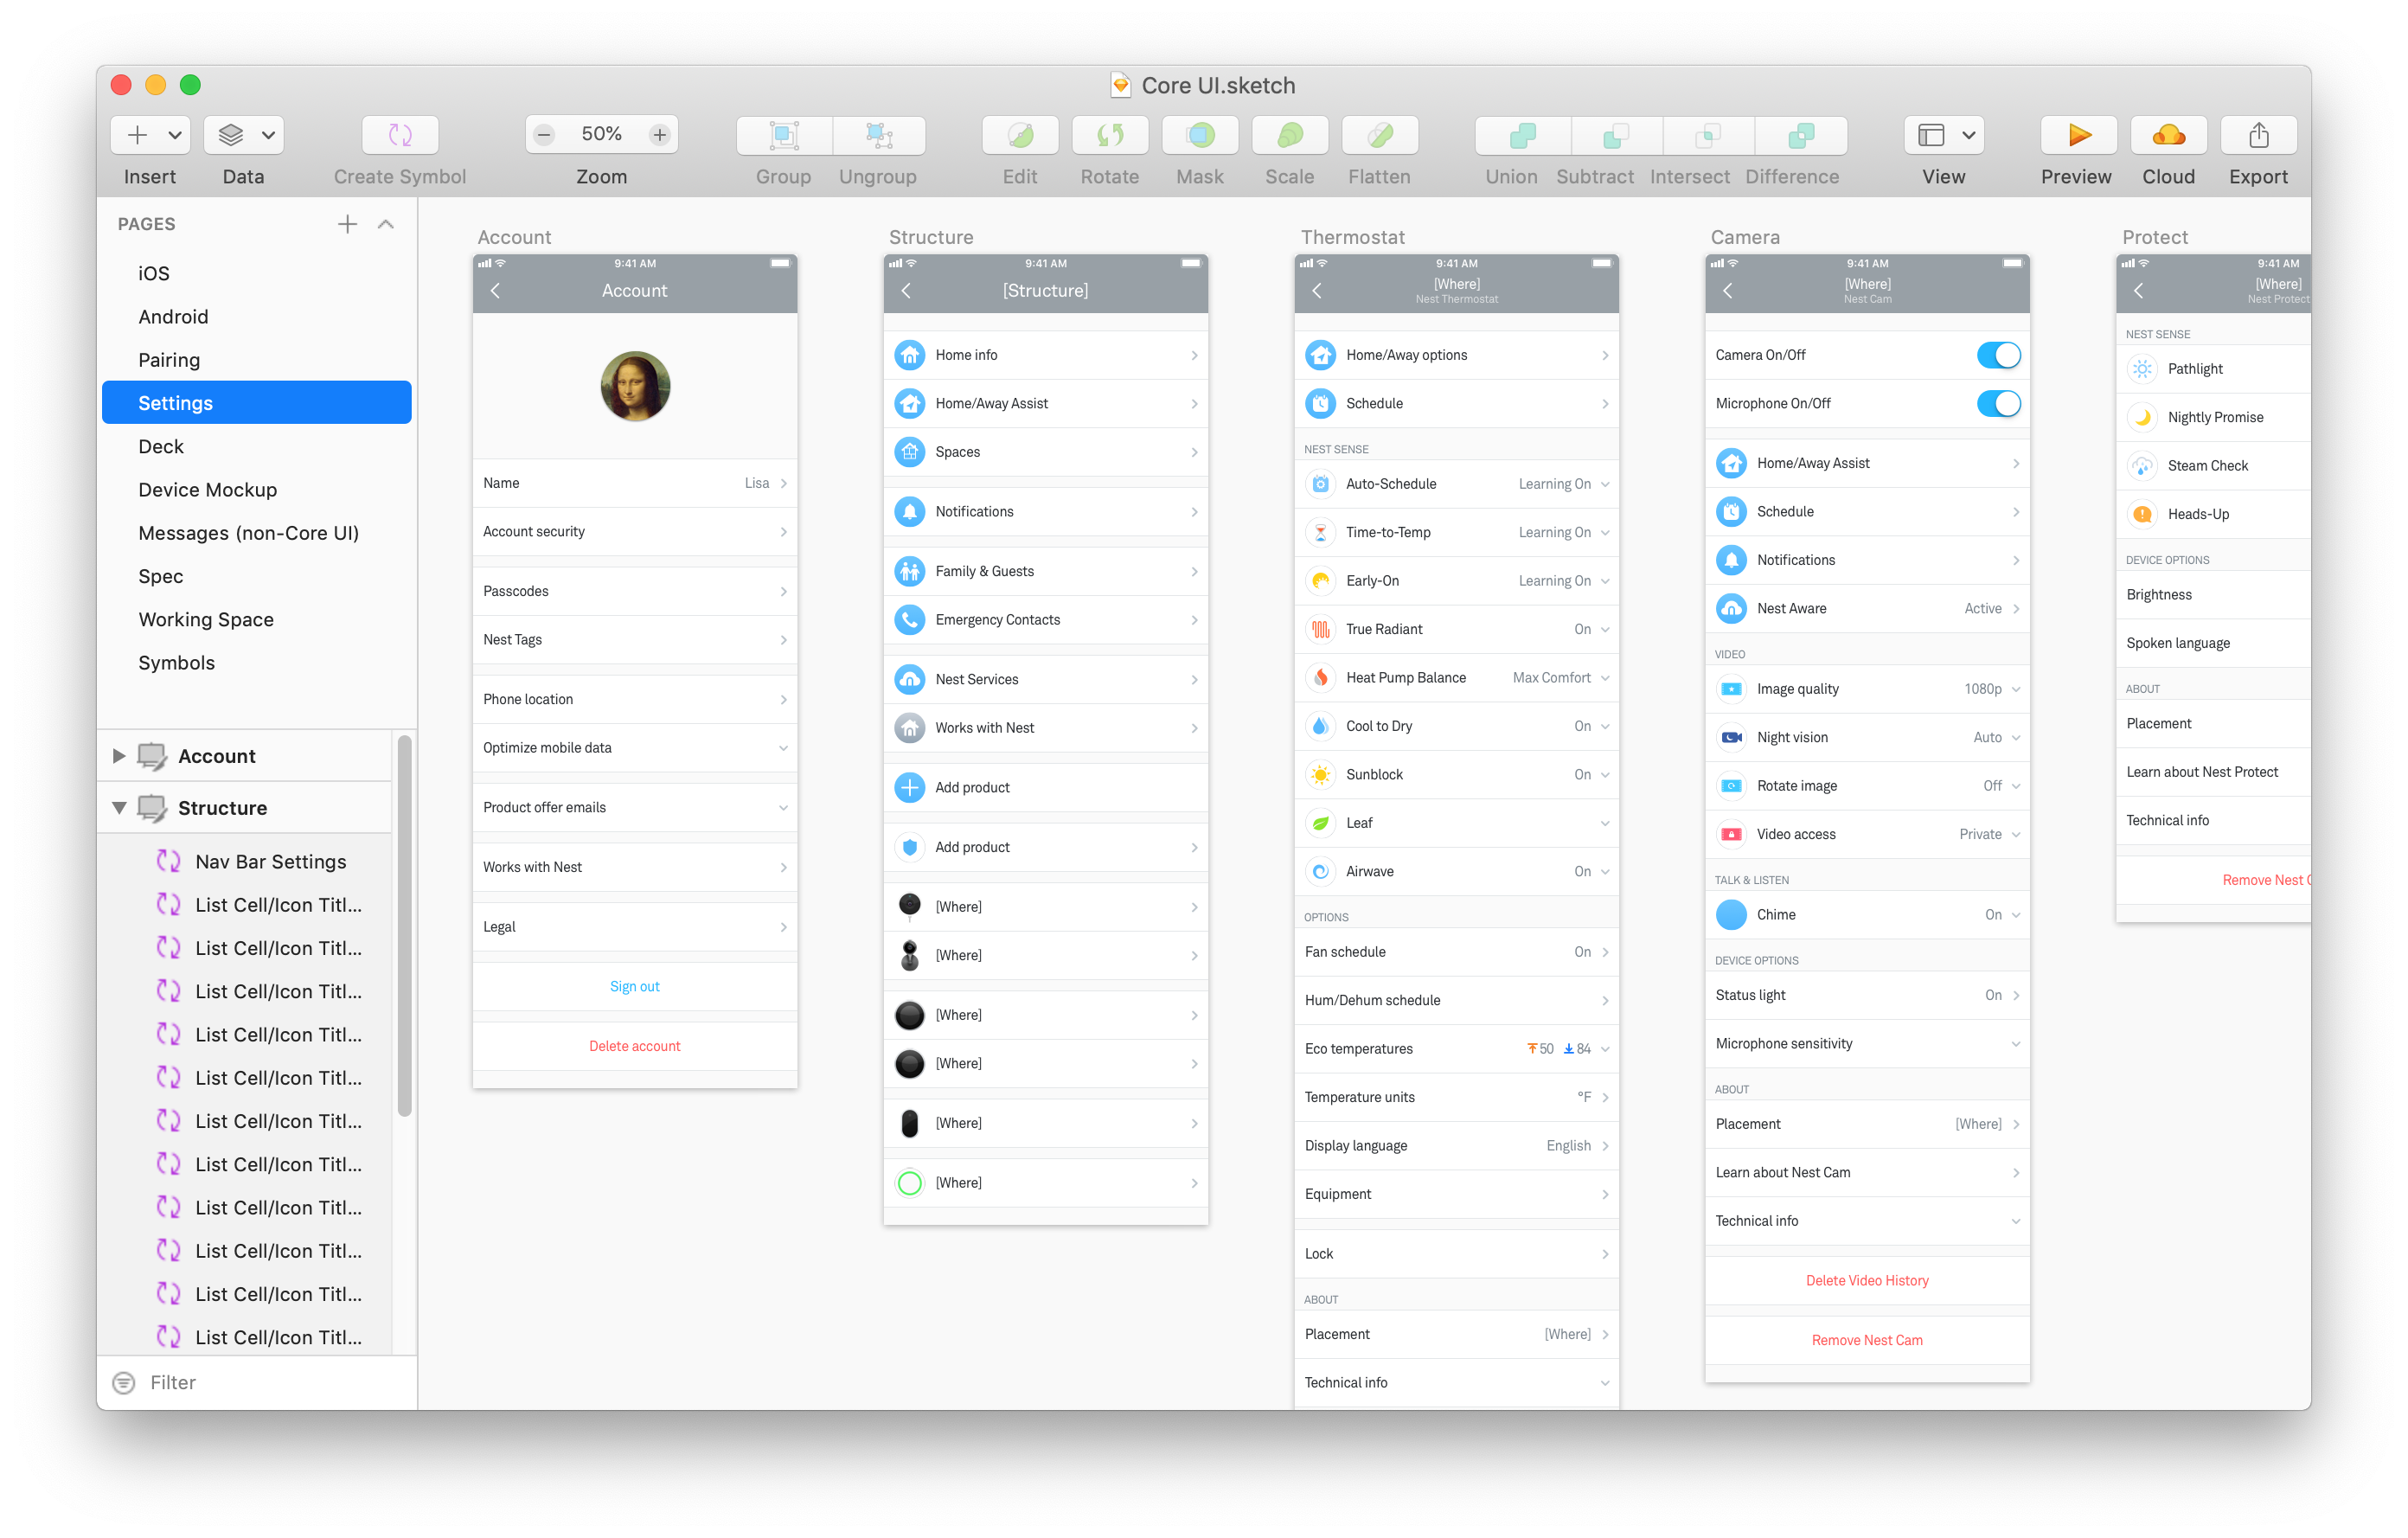 Core UI.sketch
Insert
Data
Create Symbol
50%
Zoom
Group
Ungroup
Edit
Rotate
Mask
Scale
Flatten
Union
Subtract
Intersect
Difference
View
Preview
Cloud
Export
PAGES
iOS
Android
Pairing
Settings
Deck
Device Mockup
Messages (non-Core UI)
Spec
Working Space
Symbols
Account
Structure
Nav Bar Settings
List Cell/Icon Titl...
List Cell/Icon Titl...
List Cell/Icon Titl...
List Cell/Icon Titl...
List Cell/Icon Titl...
List Cell/Icon Titl...
List Cell/Icon Titl...
List Cell/Icon Titl...
List Cell/Icon Titl...
List Cell/Icon Titl...
List Cell/Icon Titl...
Filter
Account
9:41 AM
Account
Name Lisa
Account security
Passcodes
Nest Tags
Phone location
Optimize mobile data
Product offer emails
Works with Nest
Legal
Sign out
Delete account
Structure
9:41 AM
[Structure]
Home info
Home/Away Assist
Spaces
Notifications
Family & Guests
Emergency Contacts
Nest Services
Works with Nest
Add product
Add product
[Where]
[Where]
[Where]
[Where]
[Where]
[Where]
Thermostat
9:41 AM
[Where]
Nest Thermostat
Home/Away options
Schedule
NEST SENSE
Auto-Schedule Learning On
Time-to-Temp Learning On
Early-On Learning On
True Radiant On
Heat Pump Balance Max Comfort
Cool to Dry On
Sunblock On
Leaf
Airwave On
OPTIONS
Fan schedule On
Hum/Dehum schedule
Eco temperatures 50 84
Temperature units °F
Display language English
Equipment
Lock
ABOUT
Placement [Where]
Technical info
Camera
9:41 AM
[Where]
Nest Cam
Camera On/Off
Microphone On/Off
Home/Away Assist
Schedule
Notifications
Nest Aware Active
VIDEO
Image quality 1080p
Night vision Auto
Rotate image Off
Video access Private
TALK & LISTEN
Chime On
DEVICE OPTIONS
Status light On
Microphone sensitivity
ABOUT
Placement [Where]
Learn about Nest Cam
Technical info
Delete Video History
Remove Nest Cam
Protect
9:41 AM
[Where]
Nest Protect
NEST SENSE
Pathlight
Nightly Promise
Steam Check
Heads-Up
DEVICE OPTIONS
Brightness
Spoken language
ABOUT
Placement
Learn about Nest Protect
Technical info
Remove Nest